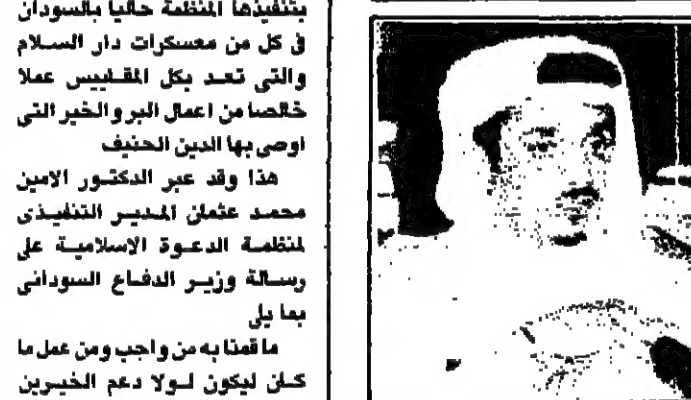 بتنفيذها المنظمة حاليا بالسودان
في كل من معسكرات دار السلام
والتي تعد بكل المقاييس عملا
خالصا من اعمال البر والخير التي
اوصى بها الدين الحنيف
هذا وقد عبر الدكتور الامين
محمد عثمان المدير التنفيذي
لمنظمة الدعوة الاسلامية على
رسالة وزير الدفاع السوداني
بما يلي
ما قمنا به من واجب ومن عمل ما
كان ليكون لولا دعم الخيرين